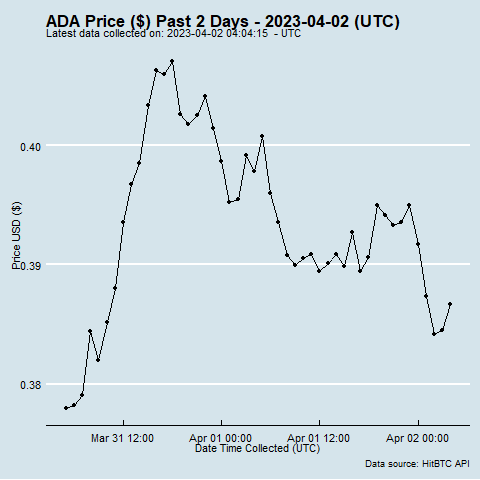 ADA Price ($) Past 2 Days - 2023-04-02 (UTC)
Latest data collected on: 2023-04-02 04:04:15 - UTC
Price USD ($)
0.40
0.39
0.38
Mar 31 12:00
Apr 01 00:00
Apr 01 12:00
Apr 02 00:00
Date Time Collected (UTC)
Data source: HitBTC API